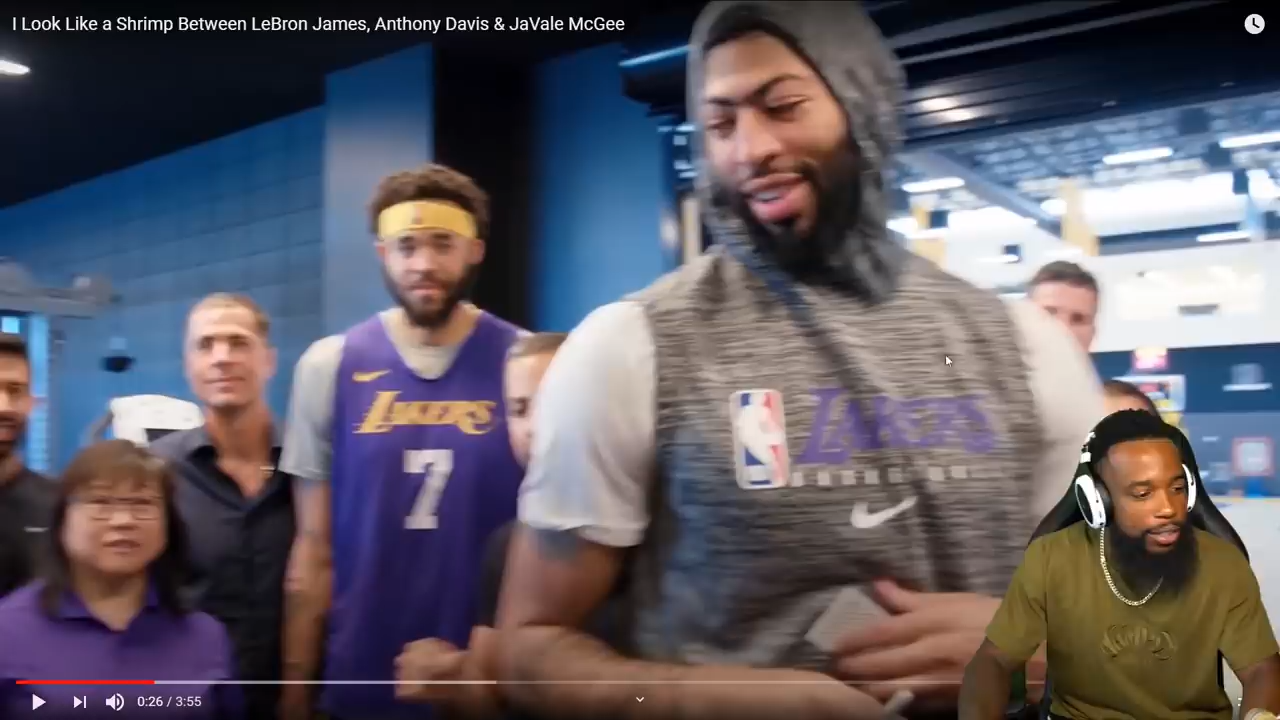 I Look Like a Shrimp Between LeBron James, Anthony Davis & JaVale McGee
LAKERS
7
LAKERS
0:26 / 3:55